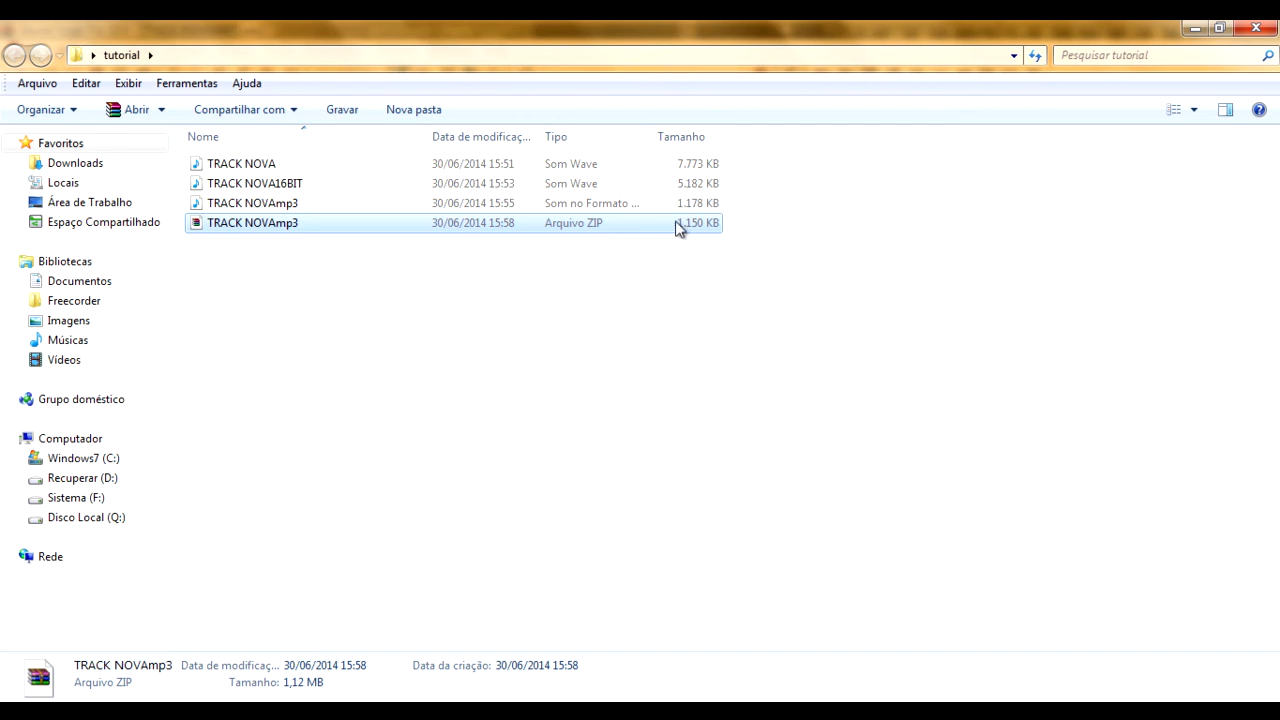 tutorial
Pesquisar tutorial
Arquivo Editar Exibir Ferramentas Ajuda
Organizar Abrir Compartilhar com Gravar Nova pasta
Nome Data de modificaç... Tipo Tamanho
TRACK NOVA 30/06/2014 15:51 Som Wave 7.773 KB
TRACK NOVA16BIT 30/06/2014 15:53 Som Wave 5.182 KB
TRACK NOVAmp3 30/06/2014 15:55 Som no Formato ... 1.178 KB
TRACK NOVAmp3 30/06/2014 15:58 Arquivo ZIP 1.150 KB
Favoritos
Downloads
Locais
Área de Trabalho
Espaço Compartilhado
Bibliotecas
Documentos
Freecorder
Imagens
Músicas
Vídeos
Grupo doméstico
Computador
Windows7 (C:)
Recuperar (D:)
Sistema (F:)
Disco Local (Q:)
Rede
TRACK NOVAmp3 Data de modificaç... 30/06/2014 15:58 Data da criação: 30/06/2014 15:58
Arquivo ZIP Tamanho: 1,12 MB